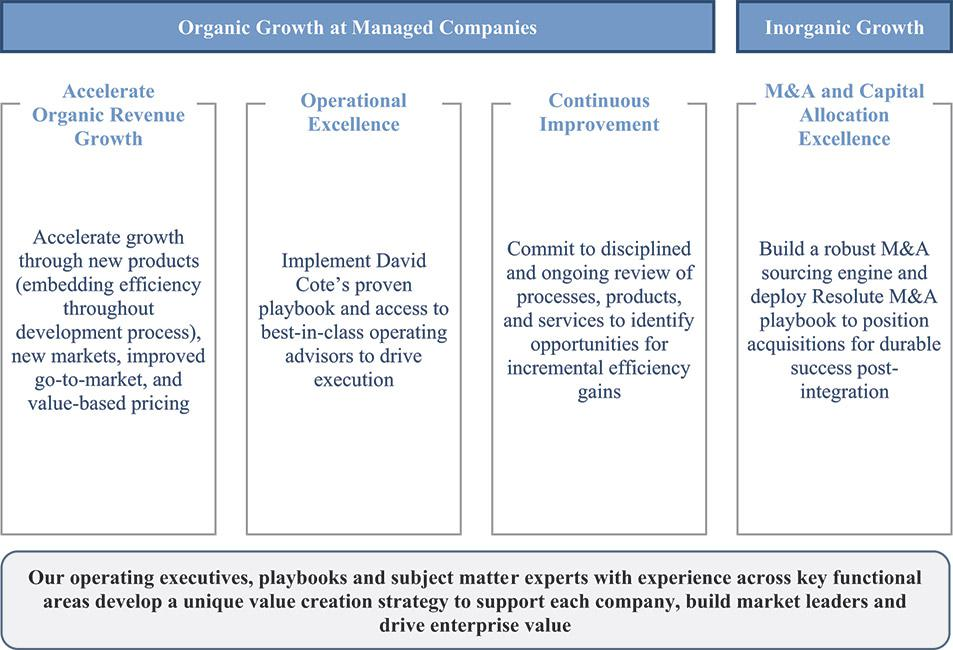 Organic Growth at Managed Companies
Inorganic Growth
Accelerate
Organic Revenue
Growth
Accelerate growth
through new products
(embedding efficiency
throughout
development process),
new markets, improved
go-to-market, and
value-based pricing
Operational
Excellence
Implement David
Cote’s proven
playbook and access to
best-in-class operating
advisors to drive
execution
Continuous
Improvement
Commit to disciplined
and ongoing review of
processes, products,
and services to identify
opportunities for
incremental efficiency
gains
M&A and Capital
Allocation
Excellence
Build a robust M&A
sourcing engine and
deploy Resolute M&A
playbook to position
acquisitions for durable
success post-
integration
Our operating executives, playbooks and subject matter experts with experience across key functional
areas develop a unique value creation strategy to support each company, build market leaders and
drive enterprise value